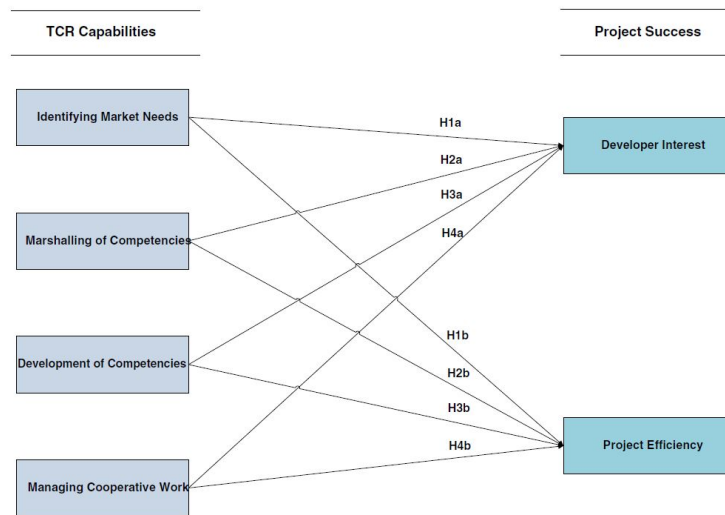 TCR Capabilities
Project Success
Identifying Market Needs
Marshalling of Competencies
Development of Competencies
Managing Cooperative Work
H1a
H2a
H3a
H4a
H1b
H2b
H3b
H4b
Developer Interest
Project Efficiency